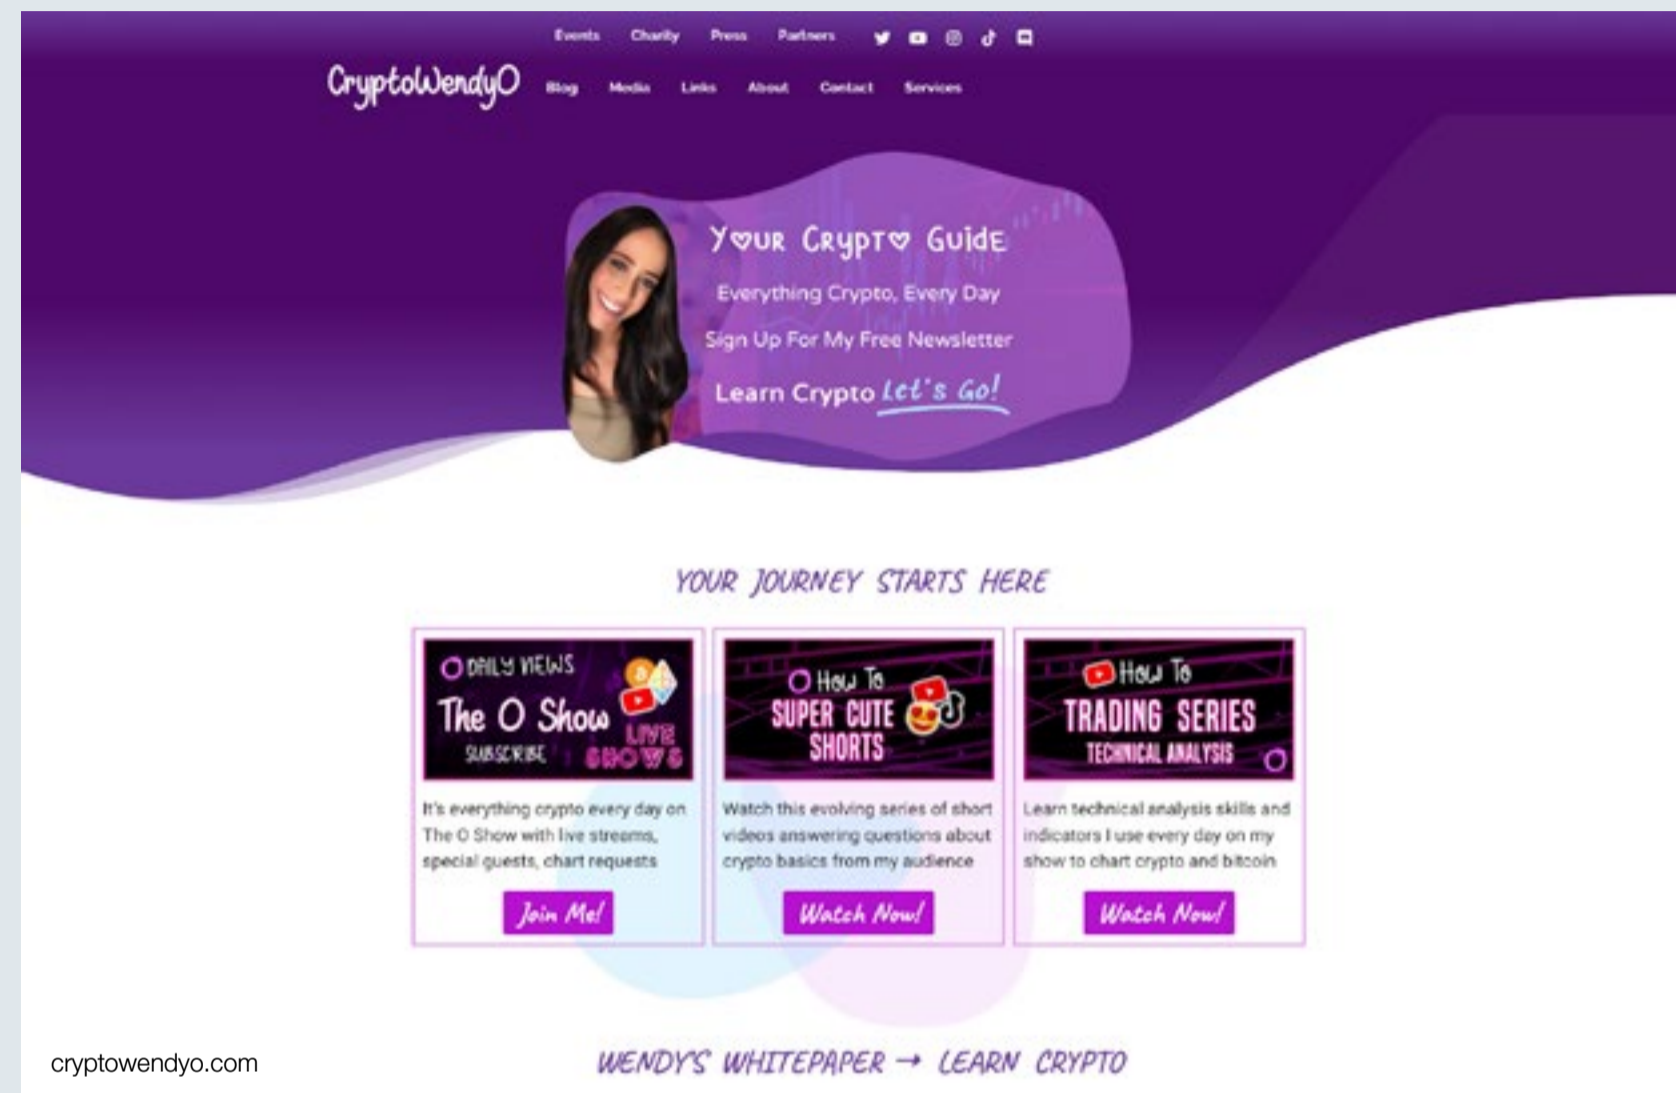 Events Charity Press Partners
CryptoWendyO
Blog Media Links About Contact Services
Your Crypto Guide
Everything Crypto, Every Day
Sign Up For My Free Newsletter
Learn Crypto Let's Go!
YOUR JOURNEY STARTS HERE
DAILY NEWS
The O Show
SUBSCRIBE
LIVE
SHOWS
It's everything crypto every day on
The O Show with live streams,
special guests, chart requests
Join Me!
How To
SUPER CUTE
SHORTS
Watch this evolving series of short
videos answering questions about
crypto basics from my audience
Watch Now!
How To
TRADING SERIES
TECHNICAL ANALYSIS
Learn technical analysis skills and
indicators I use every day on my
show to chart crypto and bitcoin
Watch Now!
WENDY'S WHITEPAPER → LEARN CRYPTO
cryptowendyo.com